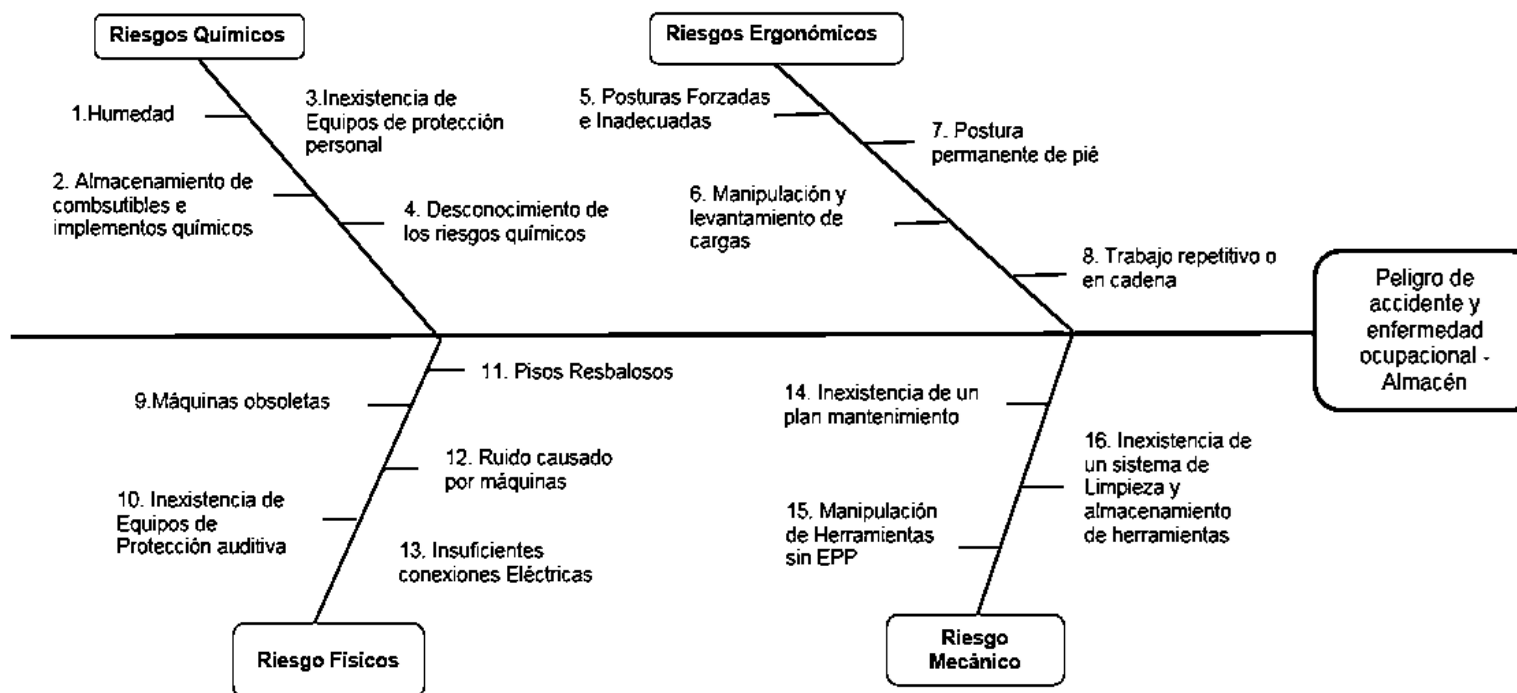 Riesgos Químicos
1.Humedad
2. Almacenamiento de
combsutibles e
implementos químicos
3.Inexistencia de
Equipos de protección
personal
4. Desconocimiento de
los riesgos químicos
Riesgos Ergonómicos
5. Posturas Forzadas
e Inadecuadas
6. Manipulación y
levantamiento de
cargas
7. Postura
permanente de pié
8. Trabajo repetitivo o
en cadena
Peligro de
accidente y
enfermedad
ocupacional -
Almacén
9.Máquinas obsoletas
10. Inexistencia de
Equipos de
Protección auditiva
11. Pisos Resbalosos
12. Ruido causado
por máquinas
13. Insuficientes
conexiones Eléctricas
Riesgo Físicos
14. Inexistencia de un
plan mantenimiento
15. Manipulación
de Herramientas
sin EPP
16. Inexistencia de
un sistema de
Limpieza y
almacenamiento
de herramientas
Riesgo
Mecánico